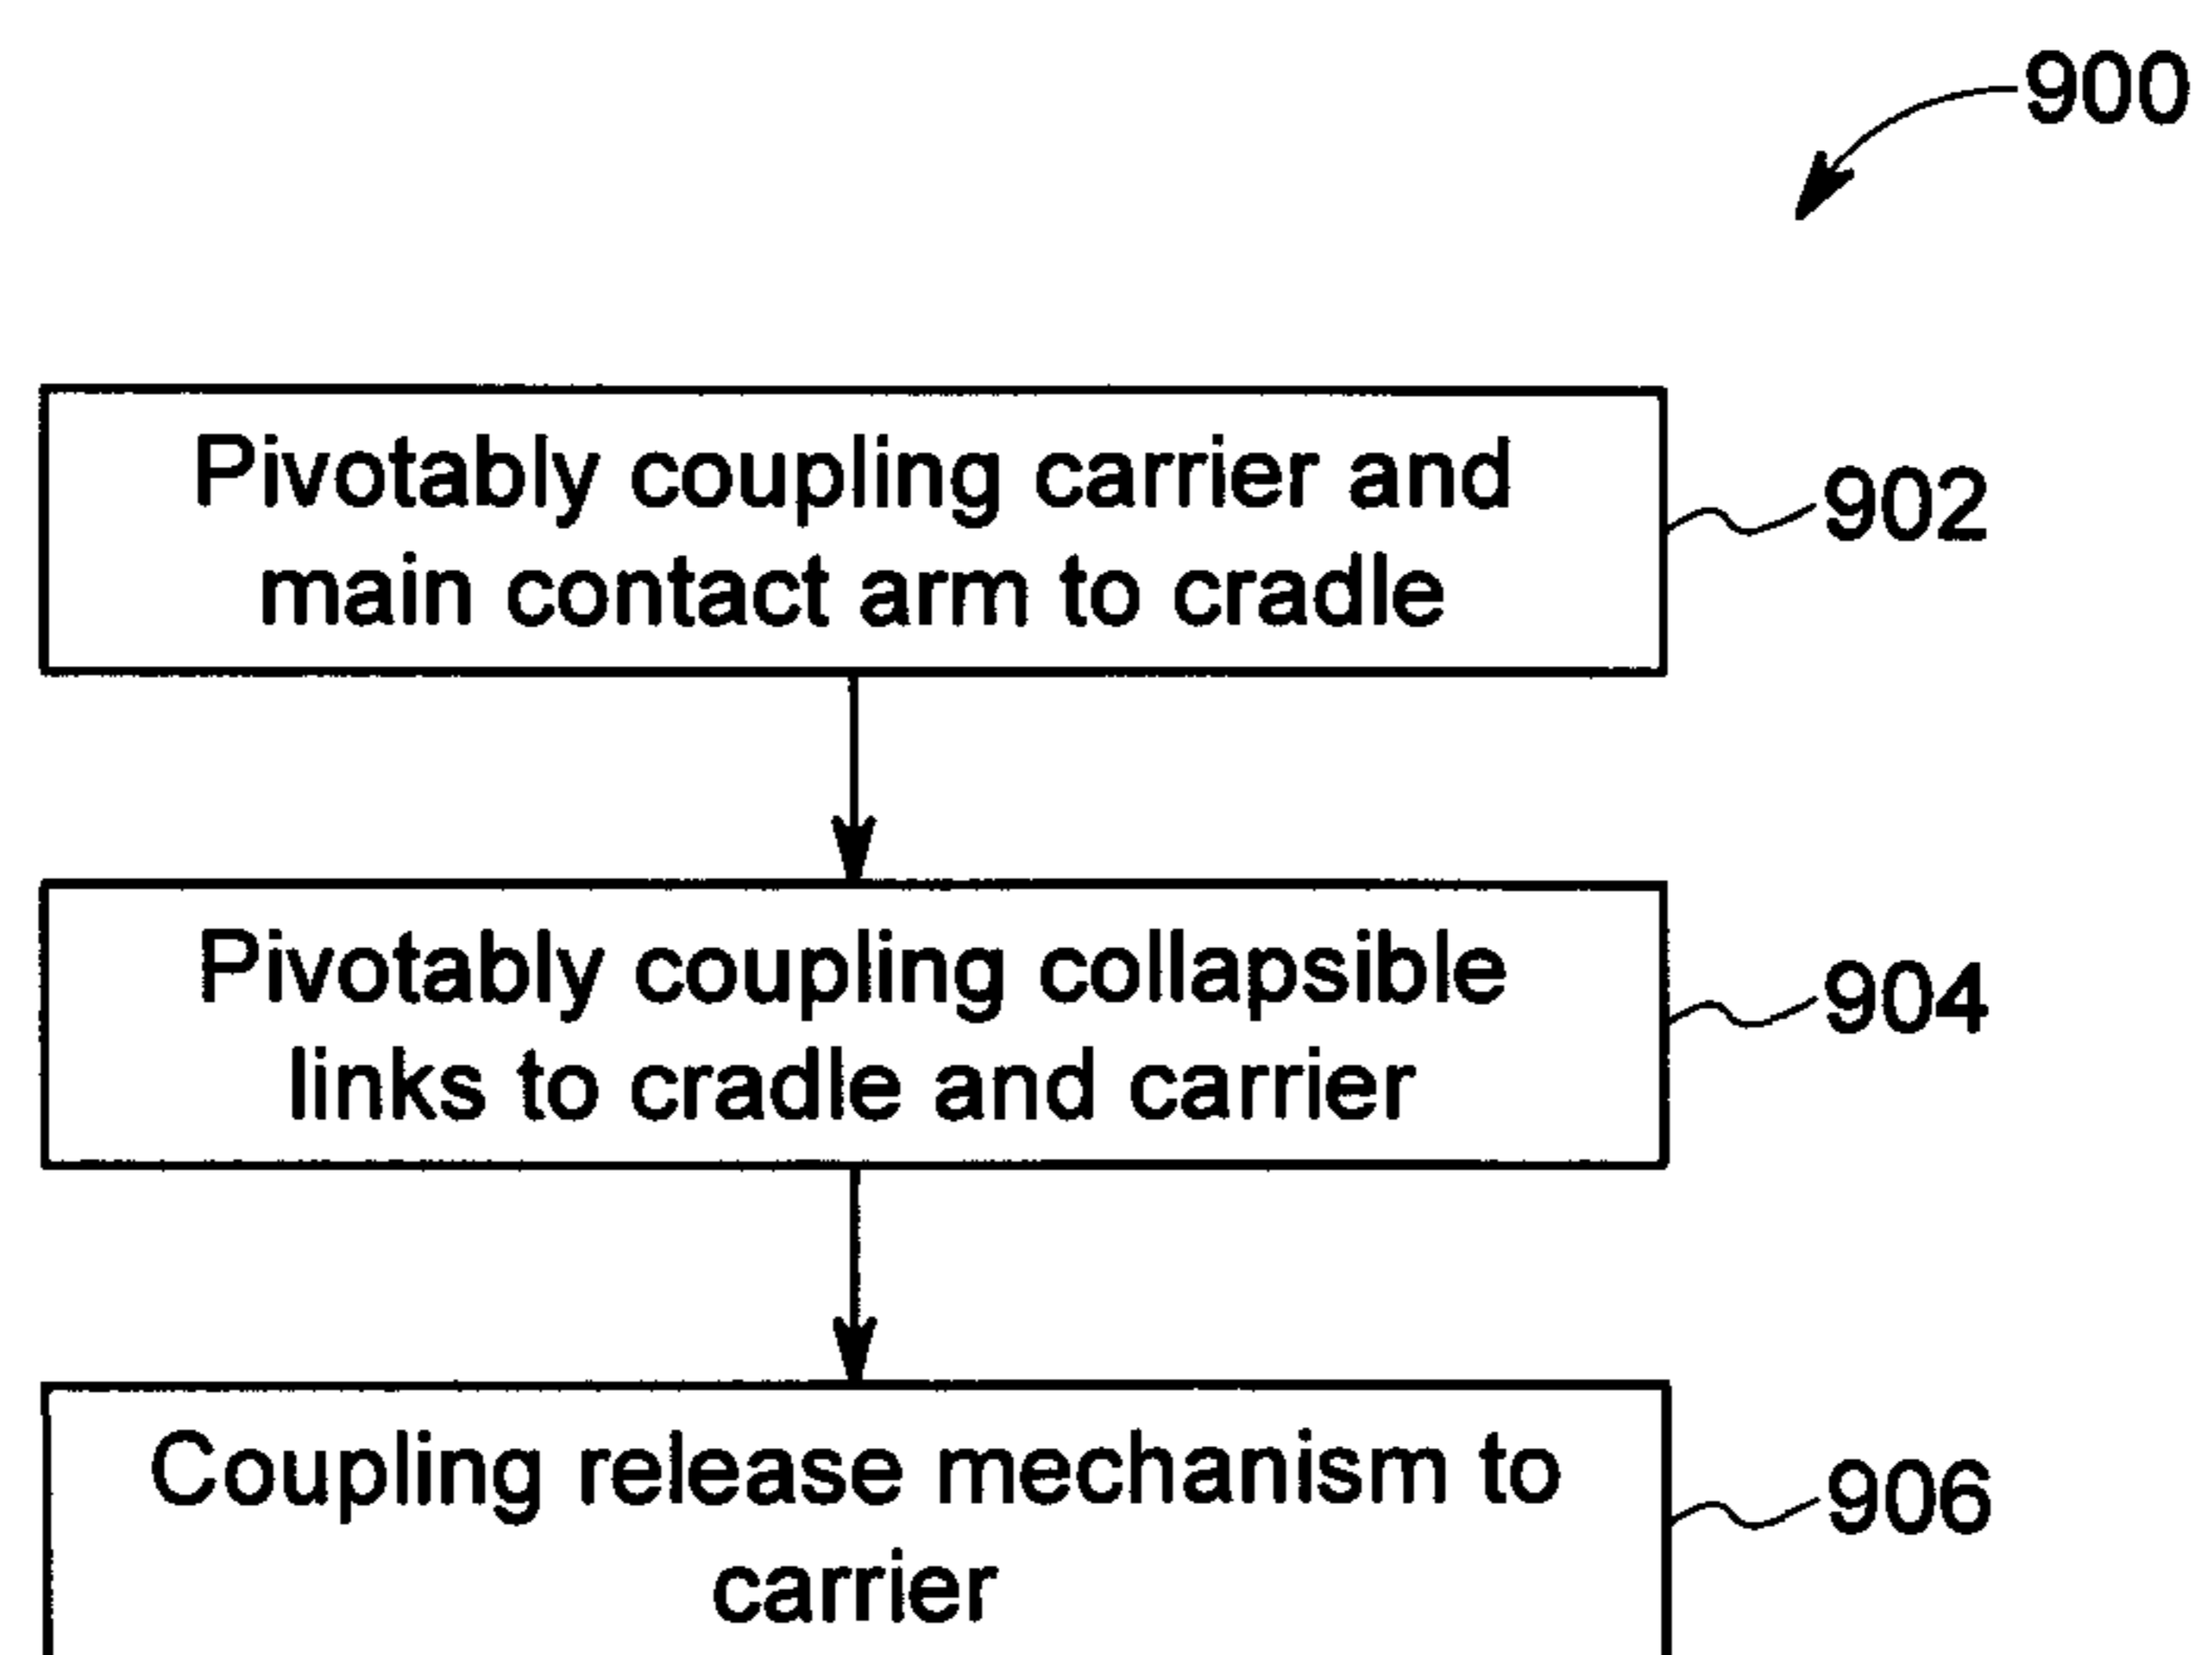 900
Pivotably coupling carrier and
main contact arm to cradle
902
Pivotably coupling collapsible
links to cradle and carrier
904
Coupling release mechanism to
carrier
906